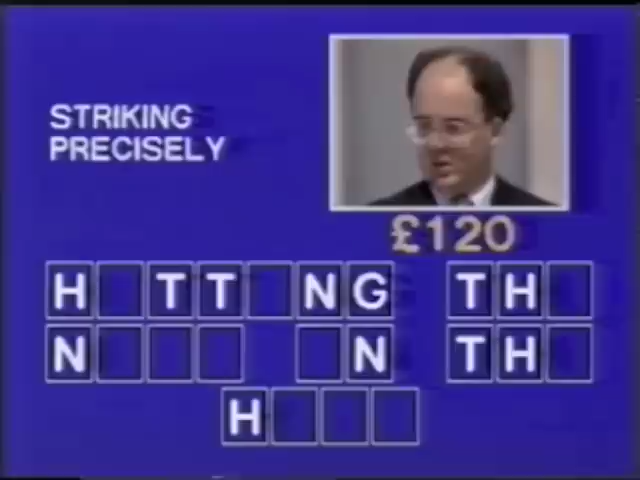 STRIKING
PRECISELY
£120
H TT NG TH
N N TH
H